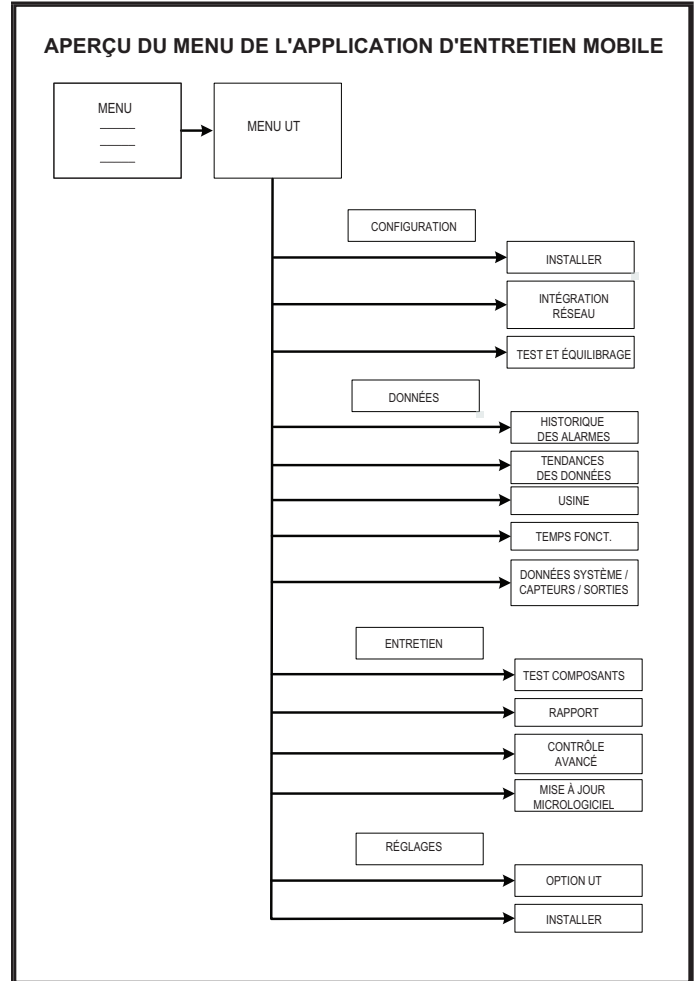 APERÇU DU MENU DE L'APPLICATION D'ENTRETIEN MOBILE
MENU
MENU UT
CONFIGURATION
INSTALLER
INTÉGRATION
RÉSEAU
TEST ET ÉQUILIBRAGE
DONNÉES
HISTORIQUE
DES ALARMES
TENDANCES
DES DONNÉES
USINE
TEMPS FONCT.
DONNÉES SYSTÈME /
CAPTEURS / SORTIES
ENTRETIEN
TEST COMPOSANTS
RAPPORT
CONTRÔLE
AVANCÉ
MISE À JOUR
MICROLOGICIEL
RÉGLAGES
OPTION UT
INSTALLER